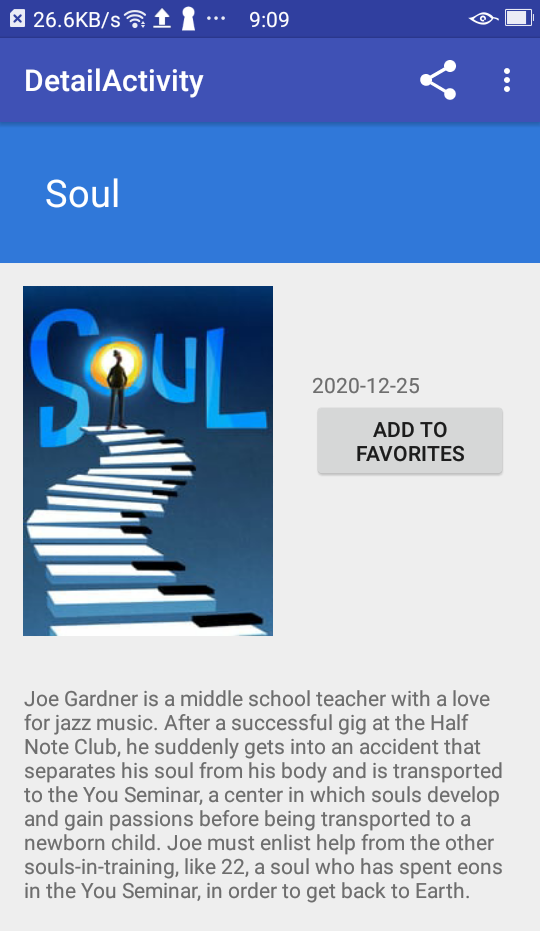 26.6KB/s 9:09
DetailActivity
Soul
SOUL
2020-12-25
ADD TO
FAVORITES
Joe Gardner is a middle school teacher with a love
for jazz music. After a successful gig at the Half
Note Club, he suddenly gets into an accident that
separates his soul from his body and is transported
to the You Seminar, a center in which souls develop
and gain passions before being transported to a
newborn child. Joe must enlist help from the other
souls-in-training, like 22, a soul who has spent eons
in the You Seminar, in order to get back to Earth.